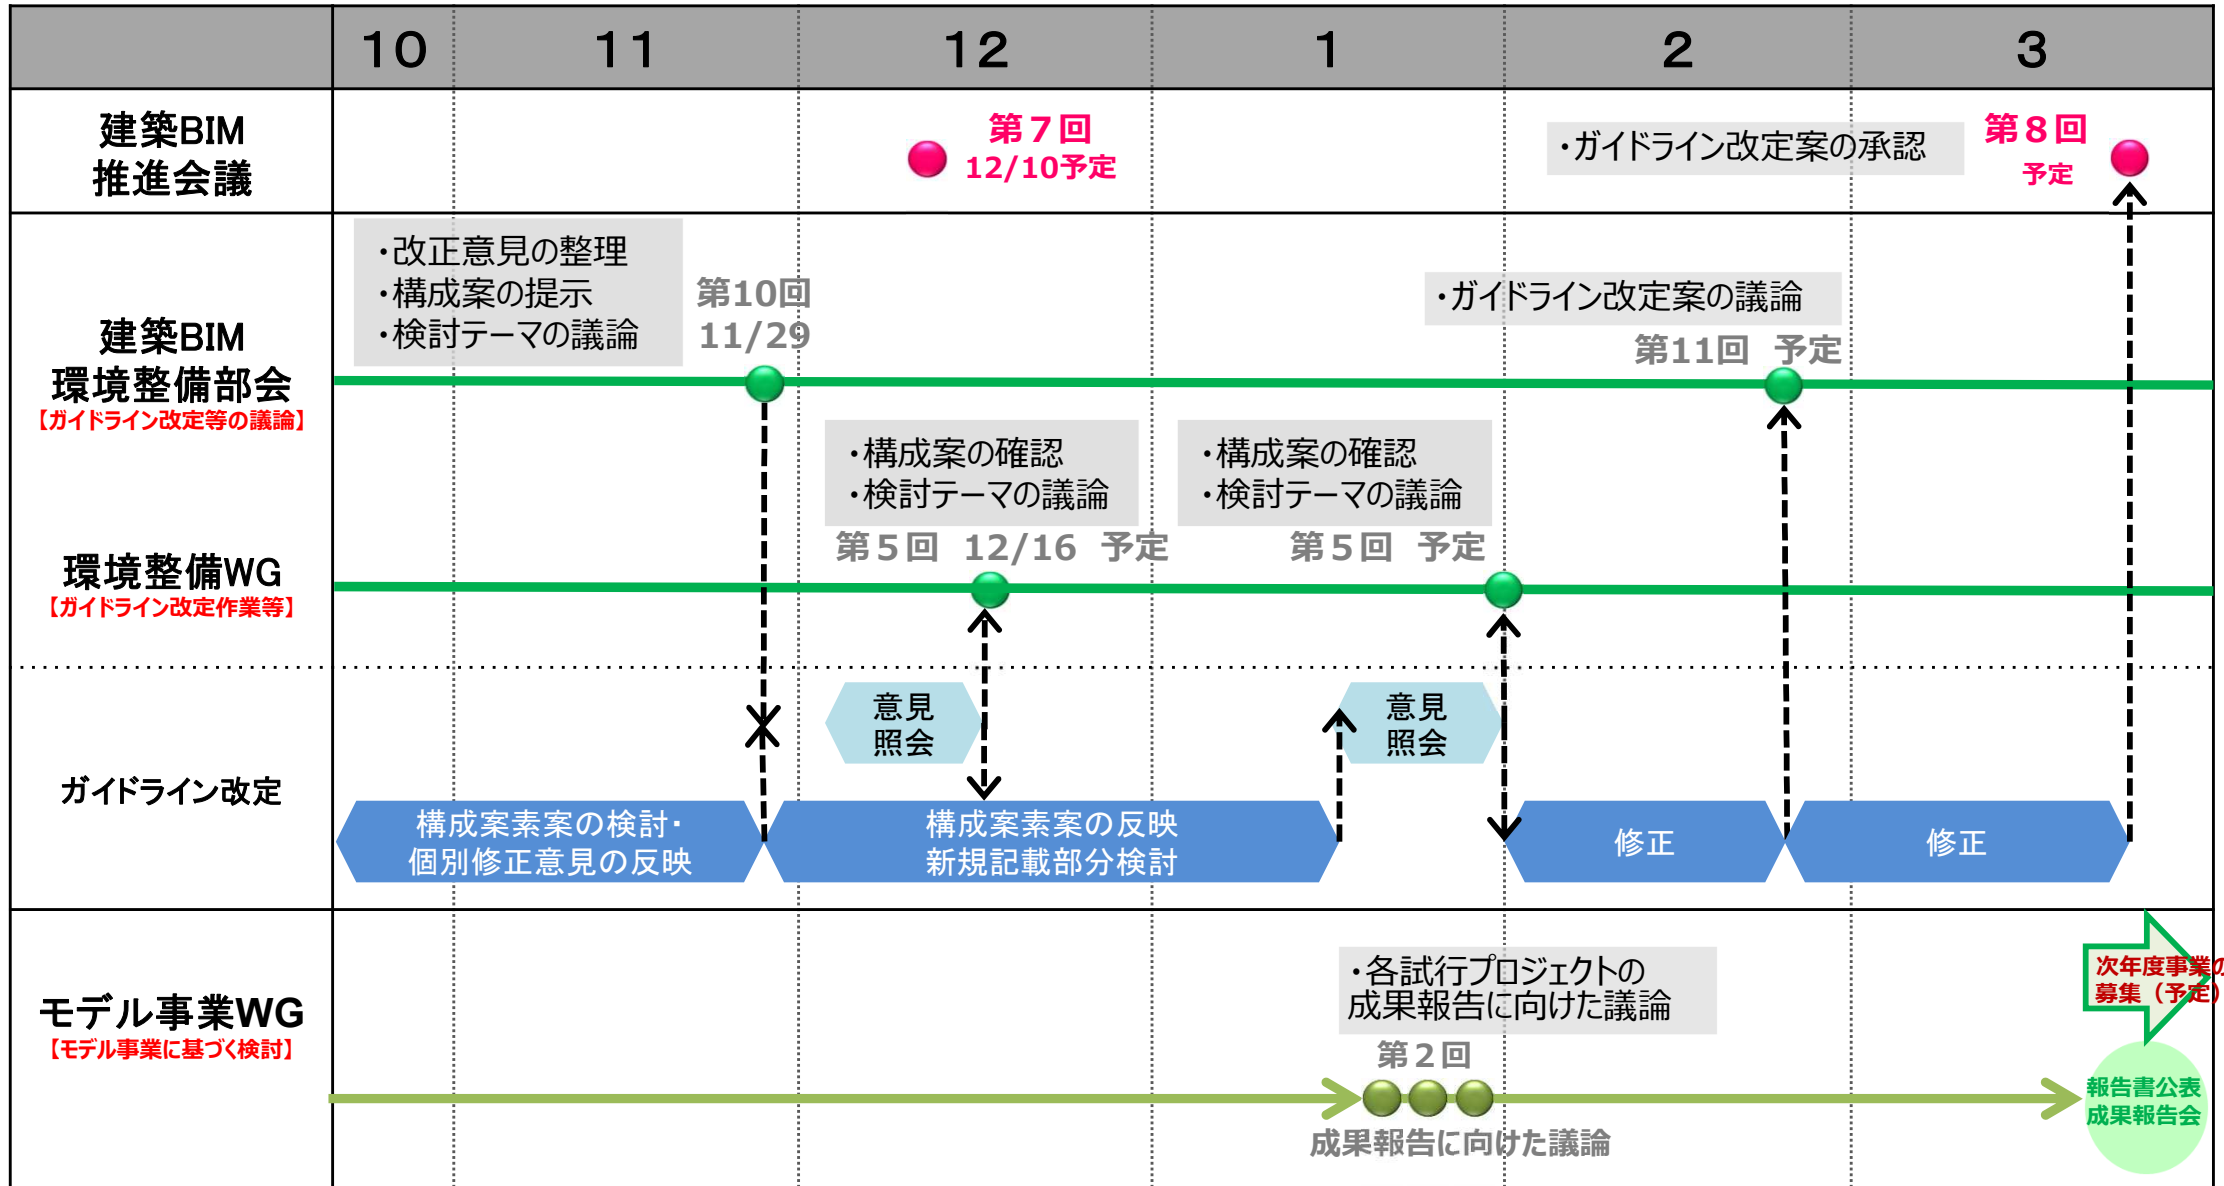 10 11 12 1 2 3
建築BIM
推進会議
第７回
12/10予定
・ガイドライン改定案の承認
第８回
予定
建築BIM
環境整備部会
【ガイドライン改定等の議論】
・改正意見の整理
・構成案の提示
・検討テーマの議論
第10回
11/29
・ガイドライン改定案の議論
第11回 予定
環境整備WG
【ガイドライン改定作業等】
・構成案の確認
・検討テーマの議論
第５回 12/16 予定
・構成案の確認
・検討テーマの議論
第５回 予定
ガイドライン改定
意見
照会
意見
照会
構成案素案の検討・
個別修正意見の反映
構成案素案の反映
新規記載部分検討
修正
修正
モデル事業WG
【モデル事業に基づく検討】
・各試行プロジェクトの
成果報告に向けた議論
第２回
成果報告に向けた議論
次年度事業の
募集（予定）
報告書公表
成果報告会